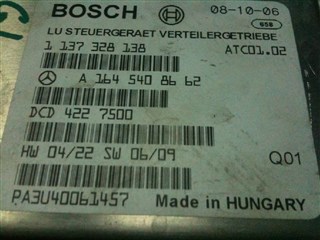 BOSCH 08-10-06
LU STEUERGERAET VERTEILERGETRIEBE
1 137 328 138 ATC01.02
A 164 540 86 62
DCD 422 7500
HW 04/22 SW 06/09 Q01
PA3U40061457 Made in HUNGARY